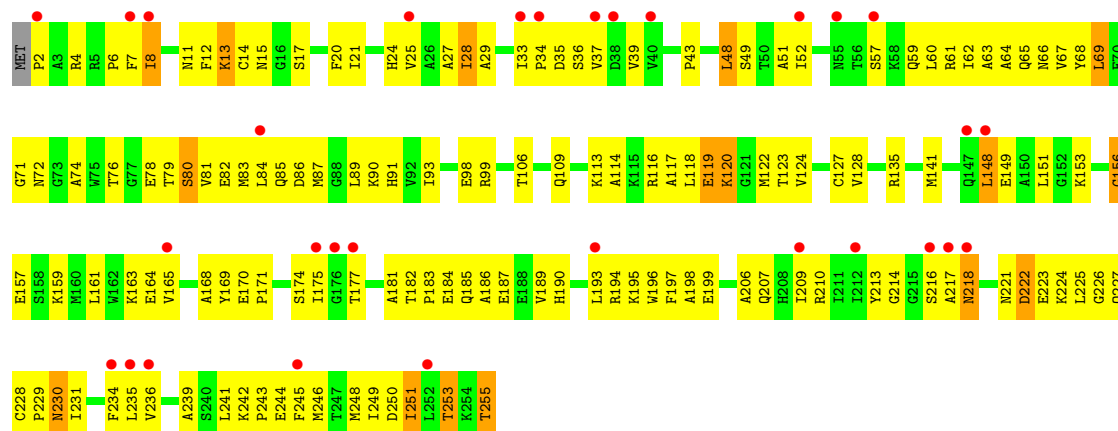 MET P2 A3 R4 R5 P6 F7 I8 N11 F12 K13 C14 N15 G16 S17 F20 I21 H24 V25 A26 A27 I28 A29 I33 P34 D35 S36 V37 D38 V39 V40 P43 L48 S49 T50 A51 I52 N55 T56 S57 K58 Q59 L60 R61 I62 A63 A64 Q65 N66 V67 Y68 L69 E70
G71 N72 G73 A74 W75 T76 G77 E78 T79 S80 V81 E82 M83 L84 Q85 D86 M87 G88 L89 K90 H91 V92 I93 E98 R99 T106 Q109 K113 A114 K115 R116 A117 L118 E119 K120 G121 M122 T123 V124 C127 V128 R135 M141 Q147 L148 E149 A150 L151 G152 K153
E157 S158 K159 M160 L161 W162 K163 E164 V165 A168 Y169 E170 P171 S174 I175 G176 T177 A181 T182 P183 E184 Q185 A186 E187 E188 V189 H190 L193 R194 K195 W196 F197 A198 E199 A206 Q207 H208 I209 R210 I211 I212 Y213 G214 G215 S216 A217 N218 N221 D222 E223 K224 L225 G226
C228 P229 N230 I231 F234 L235 V236 A239 S240 L241 K242 P243 E244 F245 M246 T247 M248 I249 D250 I251 L252 T253 K254 T255